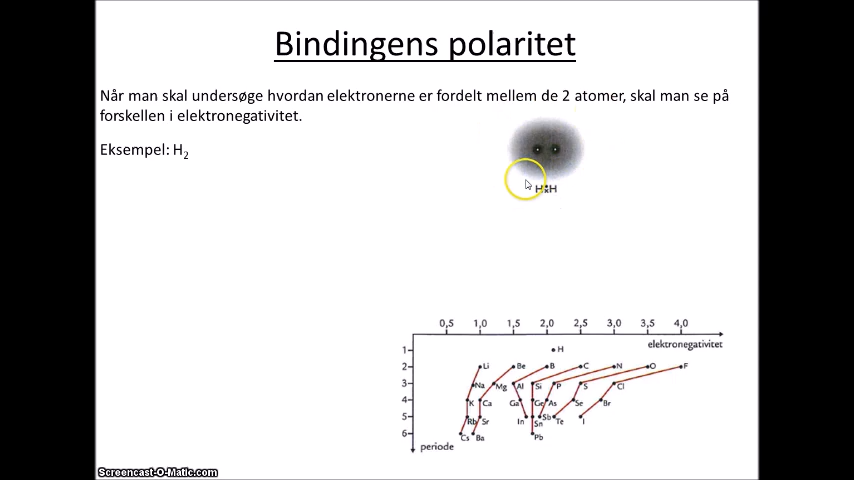 Bindingens polaritet
Når man skal undersøge hvordan elektronerne er fordelt mellem de 2 atomer, skal man se på
forskellen i elektronegativitet.
Eksempel: H₂
H:H
0,5 1,0 1,5 2,0 2,5 3,0 3,5 4,0
elektronegativitet
1 H
2 Li Be B C N O F
3 Na Mg Al Si P S Cl
4 K Ca Ga Ge As Se Br
5 Rb Sr In Sn Sb Te I
6 Cs Ba Pb
periode
Screencast-O-Matic.com